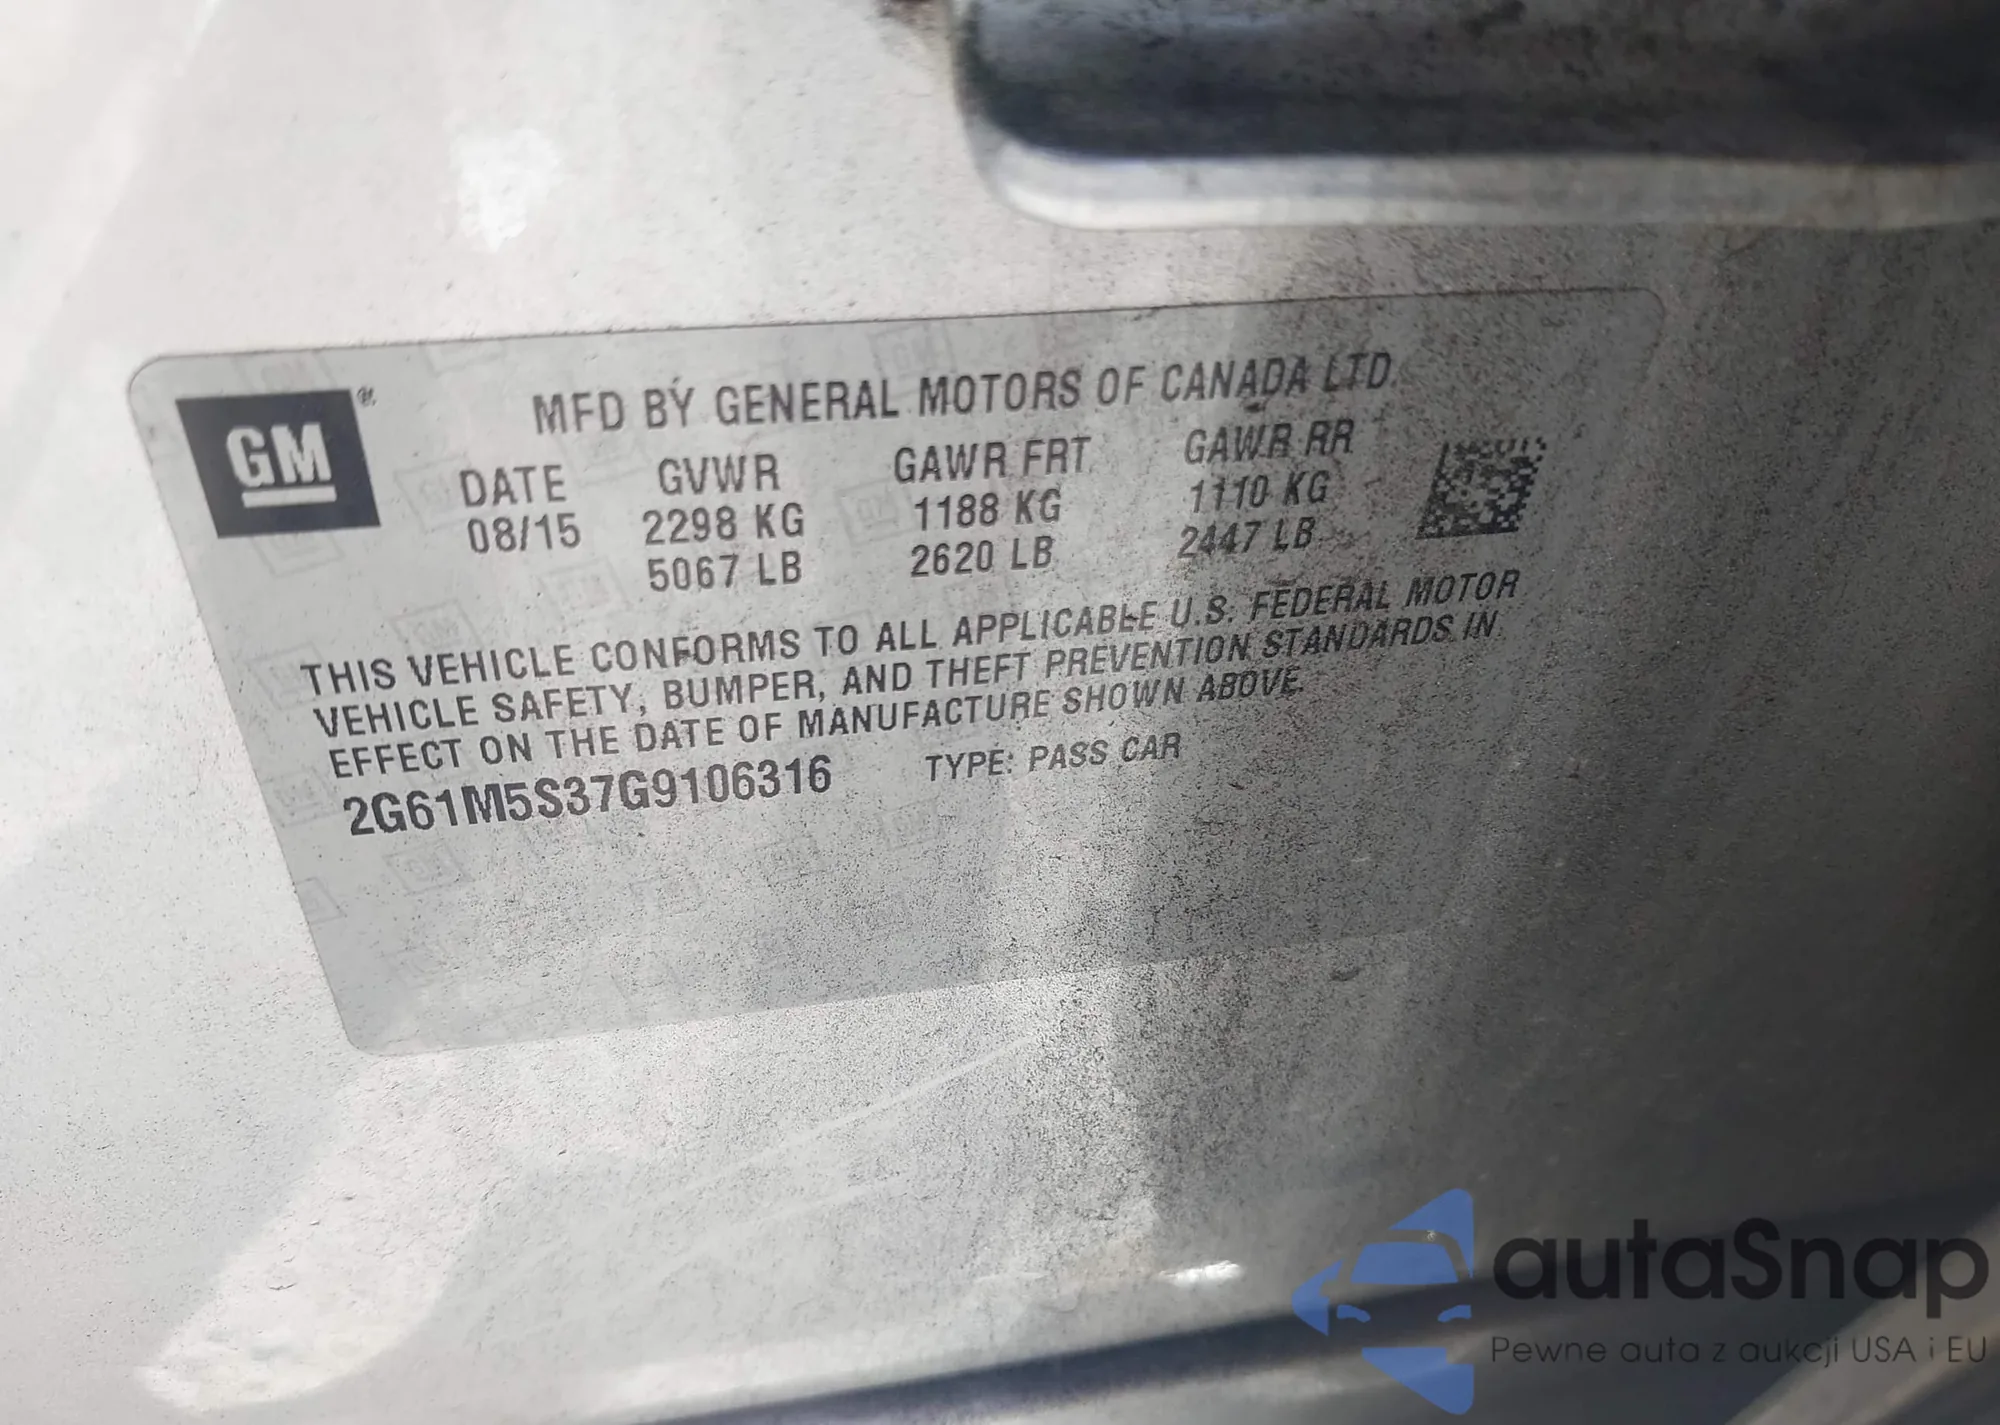 GM ®
MFD BY GENERAL MOTORS OF CANADA LTD.
DATE GVWR GAWR FRT GAWR RR
08/15 2298 KG 1188 KG 1110 KG
5067 LB 2620 LB 2447 LB
THIS VEHICLE CONFORMS TO ALL APPLICABLE U.S. FEDERAL MOTOR
VEHICLE SAFETY, BUMPER, AND THEFT PREVENTION STANDARDS IN
EFFECT ON THE DATE OF MANUFACTURE SHOWN ABOVE.
2G61M5S37G9106316 TYPE: PASS CAR
autaSnap
Pewne auta z aukcji USA i EU